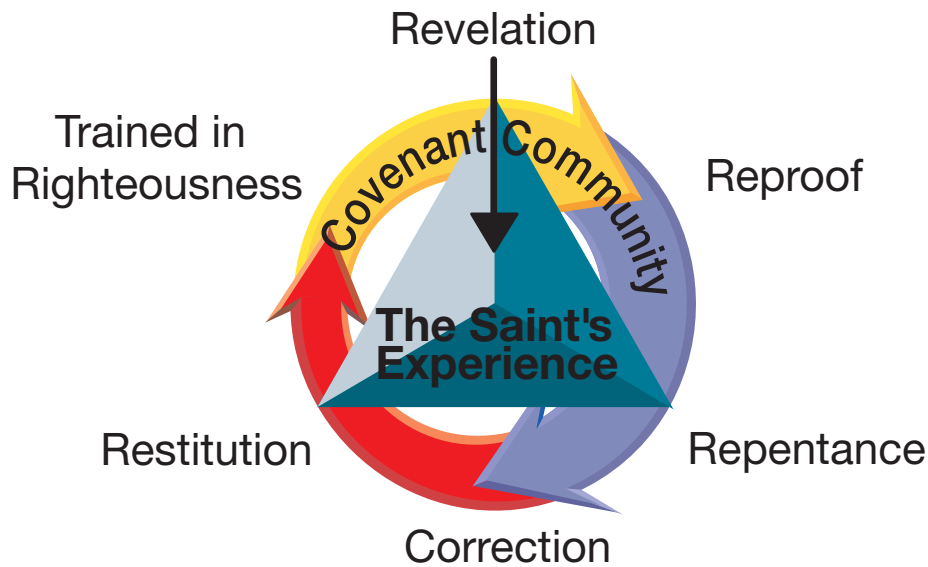 Revelation
Trained in
Righteousness
Covenant Community
Reproof
The Saint's
Experience
Restitution
Repentance
Correction